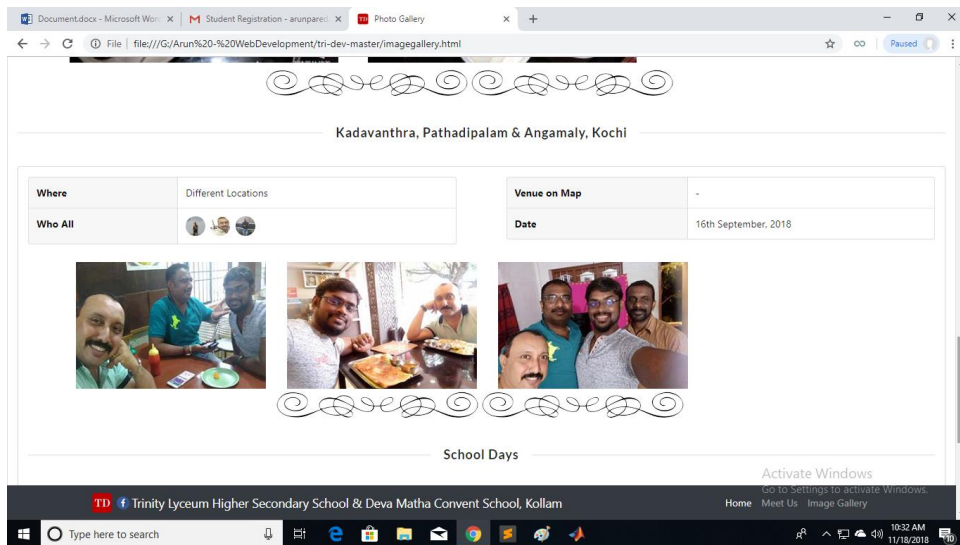 Document.docx - Microsoft Wor
Student Registration - arunpared
TD Photo Gallery
File file:///G:/Arun%20-%20WebDevelopment/tri-dev-master/imagegallery.html
Paused
Kadavanthra, Pathadipalam & Angamaly, Kochi
Where Different Locations
Venue on Map -
Who All
Date 16th September, 2018
School Days
Activate Windows
Go to Settings to activate Windows.
TD f Trinity Lyceum Higher Secondary School & Deva Matha Convent School, Kollam
Home Meet Us Image Gallery
Type here to search
10:32 AM
11/18/2018
10